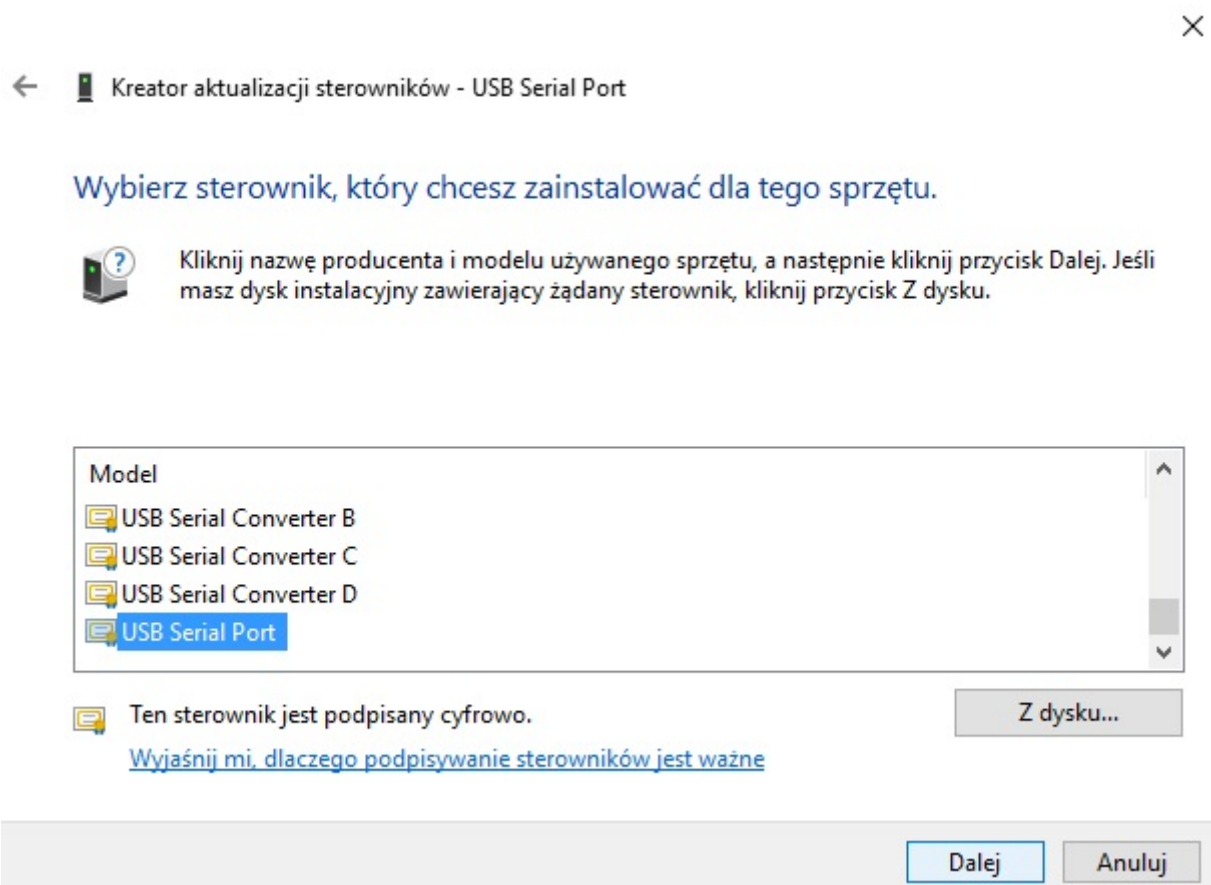 Kreator aktualizacji sterowników - USB Serial Port
Wybierz sterownik, który chcesz zainstalować dla tego sprzętu.
Kliknij nazwę producenta i modelu używanego sprzętu, a następnie kliknij przycisk Dalej. Jeśli
masz dysk instalacyjny zawierający żądany sterownik, kliknij przycisk Z dysku.
Model
USB Serial Converter B
USB Serial Converter C
USB Serial Converter D
USB Serial Port
Ten sterownik jest podpisany cyfrowo.
Z dysku...
Wyjaśnij mi, dlaczego podpisywanie sterowników jest ważne
Dalej
Anuluj